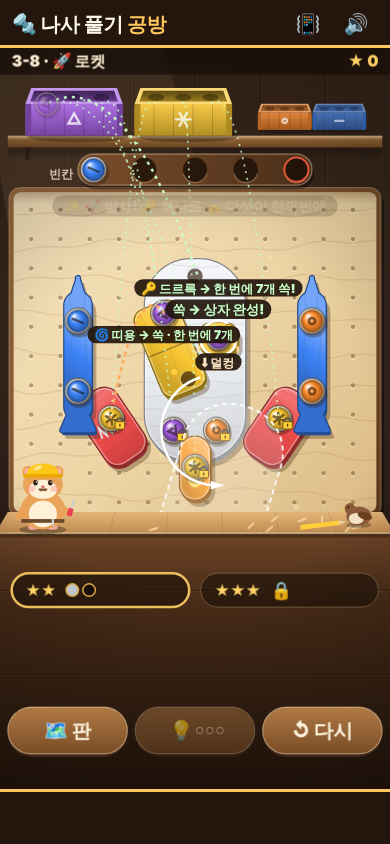 나사 풀기 공방
3-8 · 로켓
★ 0
빈칸
드르륵 → 한 번에 7개 쏙!
쏙 → 상자 완성!
띠용 → 쏙 · 한 번에 7개
⬇덜컹
★★
★★★
판
다시